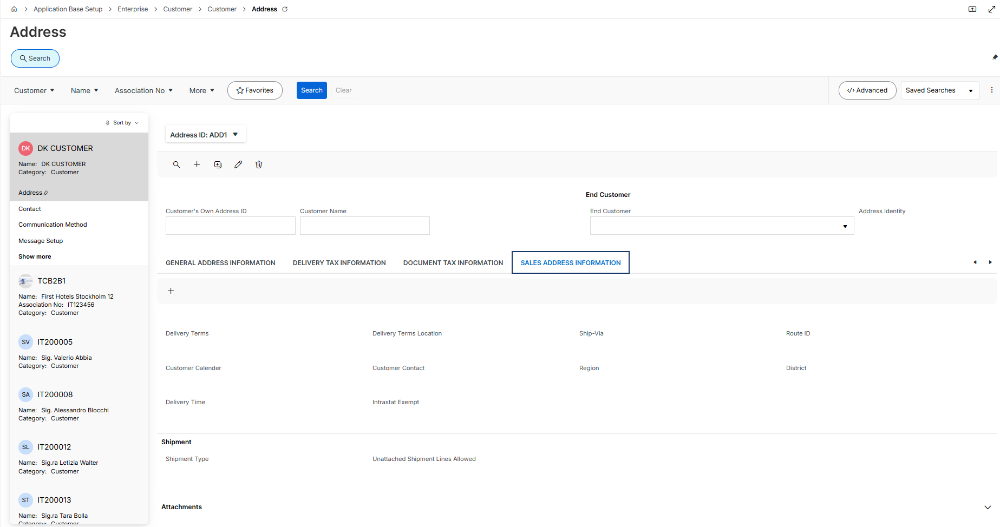 Application Base Setup > Enterprise > Customer > Customer > Address
Address
Search
Customer Name Association No More Favorites Search Clear </> Advanced Saved Searches
Sort by
DK DK CUSTOMER
Name: DK CUSTOMER
Category: Customer
Address
Contact
Communication Method
Message Setup
Show more
TCB2B1
Name: First Hotels Stockholm 12
Association No: IT123456
Category: Customer
SV IT200005
Name: Sig. Valerio Abbia
Category: Customer
SA IT200008
Name: Sig. Alessandro Blocchi
Category: Customer
SL IT200012
Name: Sig.ra Letizia Walter
Category: Customer
ST IT200013
Name: Sig.ra Tara Bolla
Category: Customer
Address ID: ADD1
End Customer
Customer's Own Address ID Customer Name End Customer Address Identity
GENERAL ADDRESS INFORMATION DELIVERY TAX INFORMATION DOCUMENT TAX INFORMATION SALES ADDRESS INFORMATION
Delivery Terms Delivery Terms Location Ship-Via Route ID
Customer Calender Customer Contact Region District
Delivery Time Intrastat Exempt
Shipment
Shipment Type Unattached Shipment Lines Allowed
Attachments